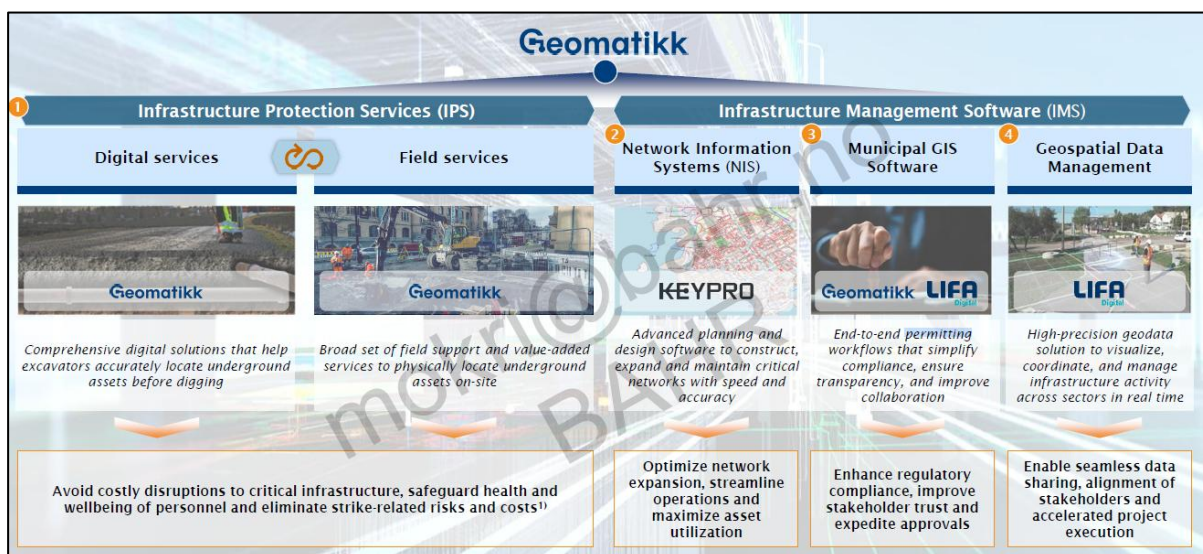 Geomatikk
1
Infrastructure Protection Services (IPS)
Infrastructure Management Software (IMS)
Digital services
Field services
2
Network Information
Systems (NIS)
3
Municipal GIS
Software
4
Geospatial Data
Management
Geomatikk
Geomatikk
KEYPRO
Geomatikk LIFA
Digital
LIFA
Digital
Comprehensive digital solutions that help
excavators accurately locate underground
assets before digging
Broad set of field support and value-added
services to physically locate underground
assets on-site
Advanced planning and
design software to construct,
expand and maintain critical
networks with speed and
accuracy
End-to-end permitting
workflows that simplify
compliance, ensure
transparency, and improve
collaboration
High-precision geodata
solution to visualize,
coordinate, and manage
infrastructure activity
across sectors in real time
Avoid costly disruptions to critical infrastructure, safeguard health and
wellbeing of personnel and eliminate strike-related risks and costs¹⁾
Optimize network
expansion, streamline
operations and
maximize asset
utilization
Enhance regulatory
compliance, improve
stakeholder trust and
expedite approvals
Enable seamless data
sharing, alignment of
stakeholders and
accelerated project
execution
mokri@bahr.no
BAHR